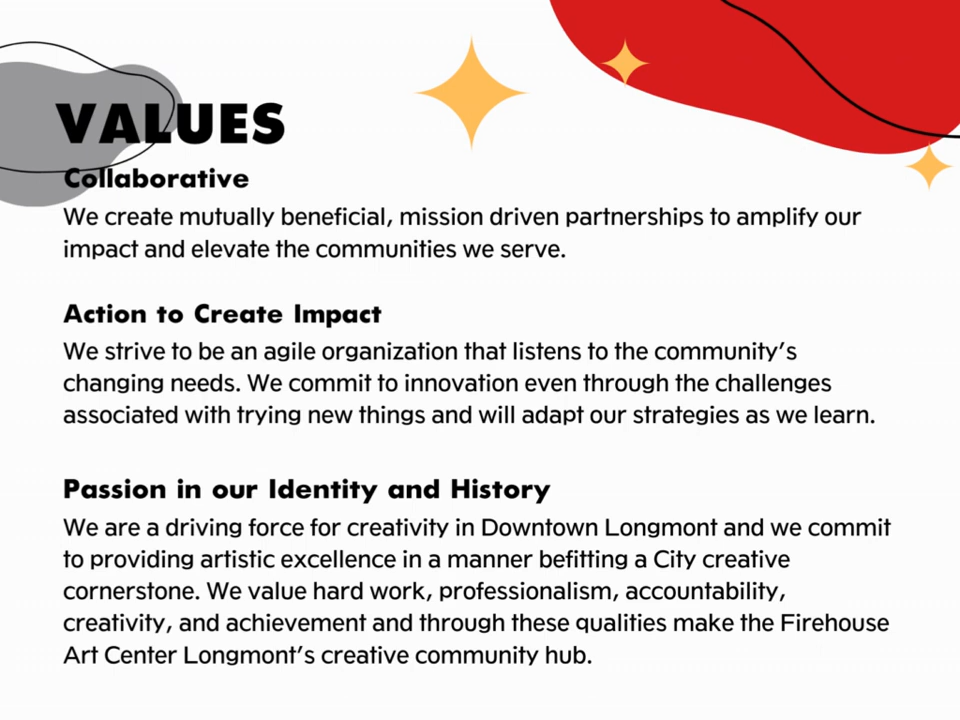 VALUES
Collaborative
We create mutually beneficial, mission driven partnerships to amplify our
impact and elevate the communities we serve.
Action to Create Impact
We strive to be an agile organization that listens to the community's
changing needs. We commit to innovation even through the challenges
associated with trying new things and will adapt our strategies as we learn.
Passion in our Identity and History
We are a driving force for creativity in Downtown Longmont and we commit
to providing artistic excellence in a manner befitting a City creative
cornerstone. We value hard work, professionalism, accountability,
creativity, and achievement and through these qualities make the Firehouse
Art Center Longmont's creative community hub.